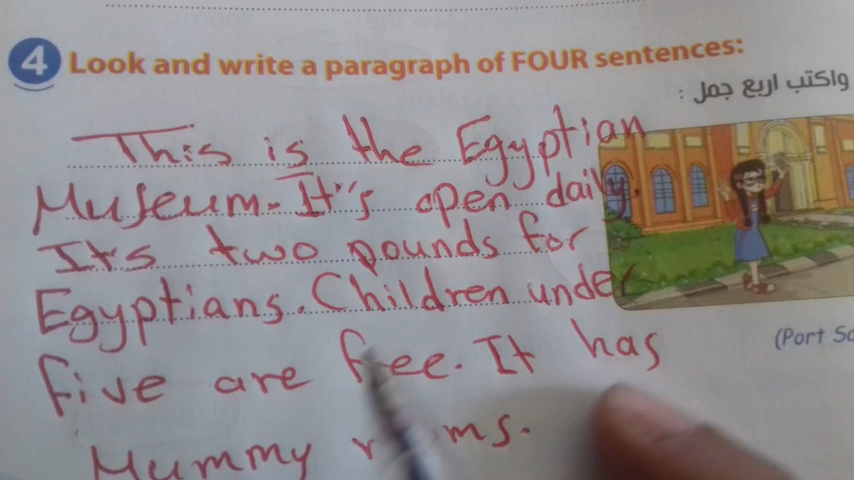 4 Look and write a paragraph of FOUR sentences:
واكتب اربع جمل :
This is the Egyptian
Museum. It's open daily.
It's two pounds for
Egyptians. Children under
five are free. It has
Mummy
(Port